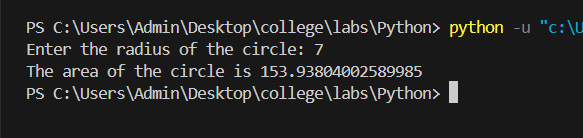 PS C:\Users\Admin\Desktop\college\labs\Python> python -u "c:\U
Enter the radius of the circle: 7
The area of the circle is 153.93804002589985
PS C:\Users\Admin\Desktop\college\labs\Python>